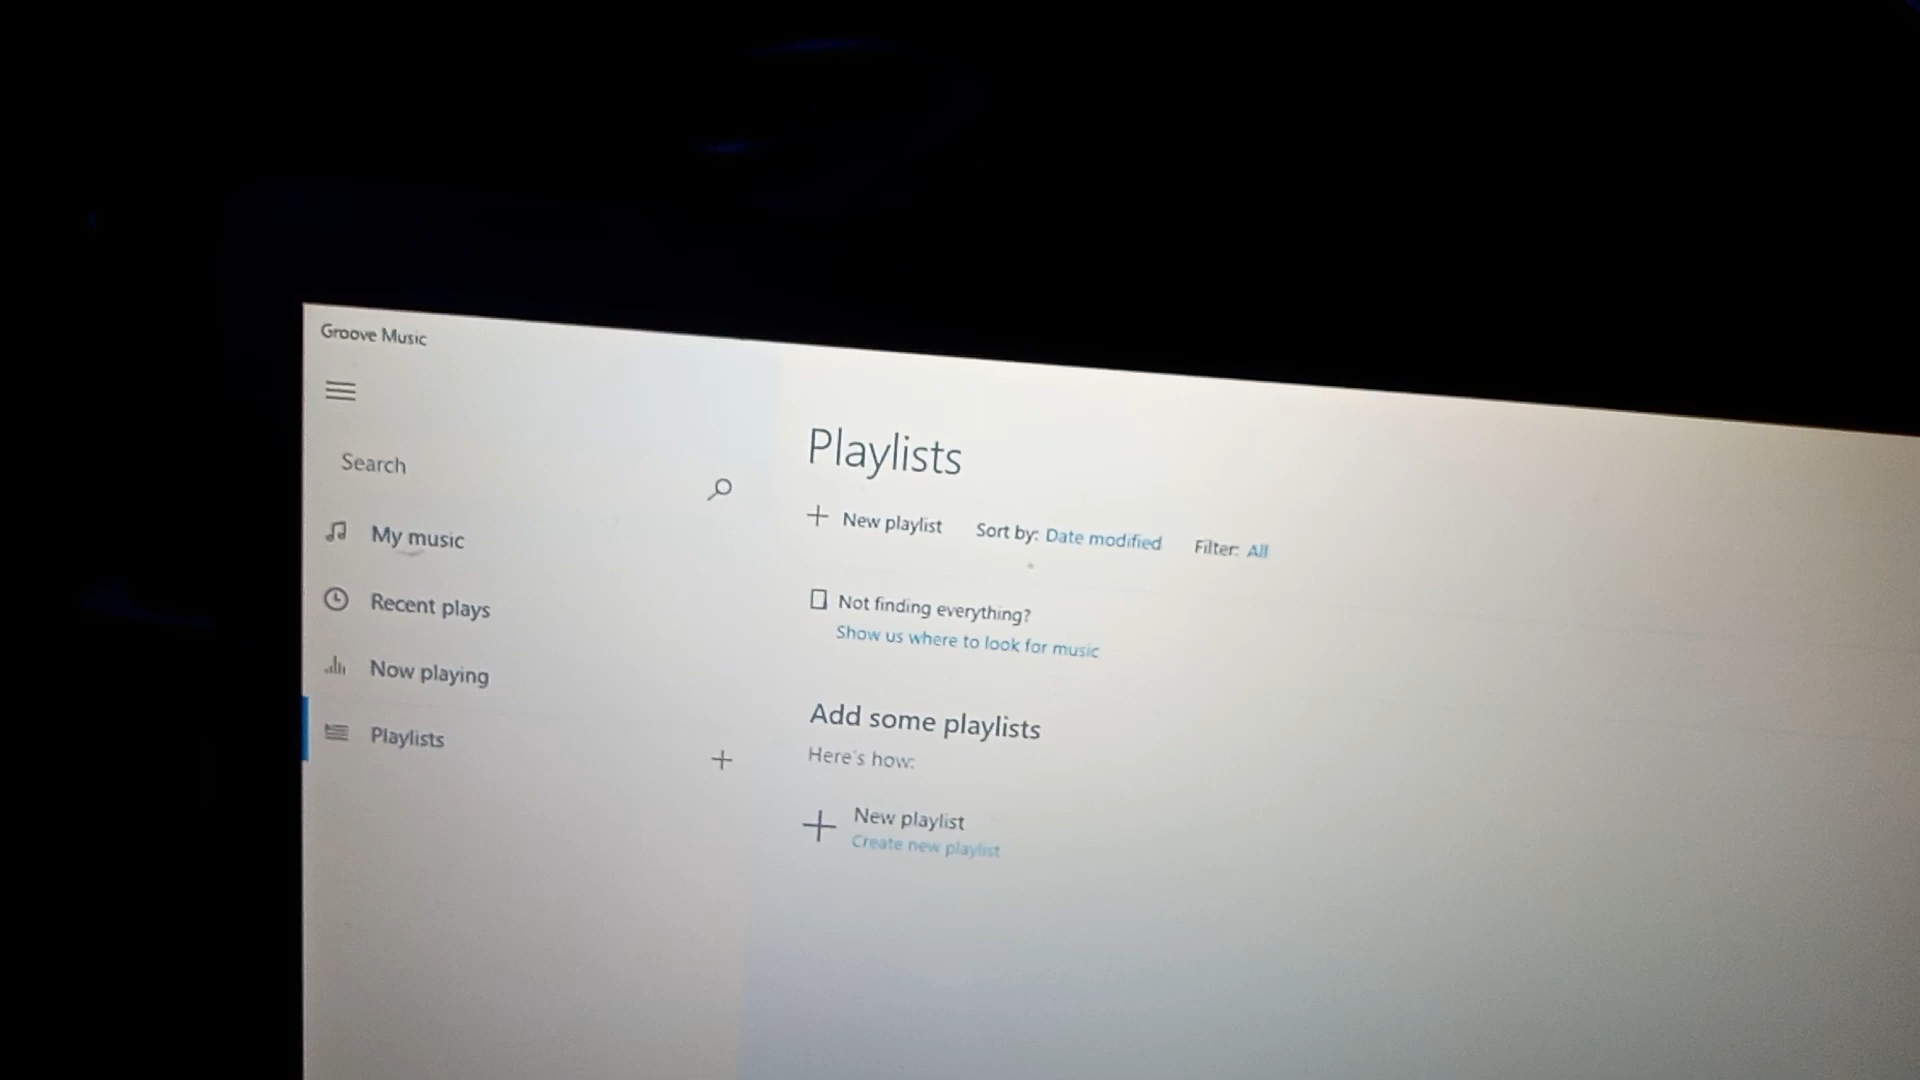 Groove Music
Search
My music
Recent plays
Now playing
Playlists
Playlists
New playlist Sort by: Date modified Filter: All
Not finding everything?
Show us where to look for music
Add some playlists
Here's how:
New playlist
Create new playlist